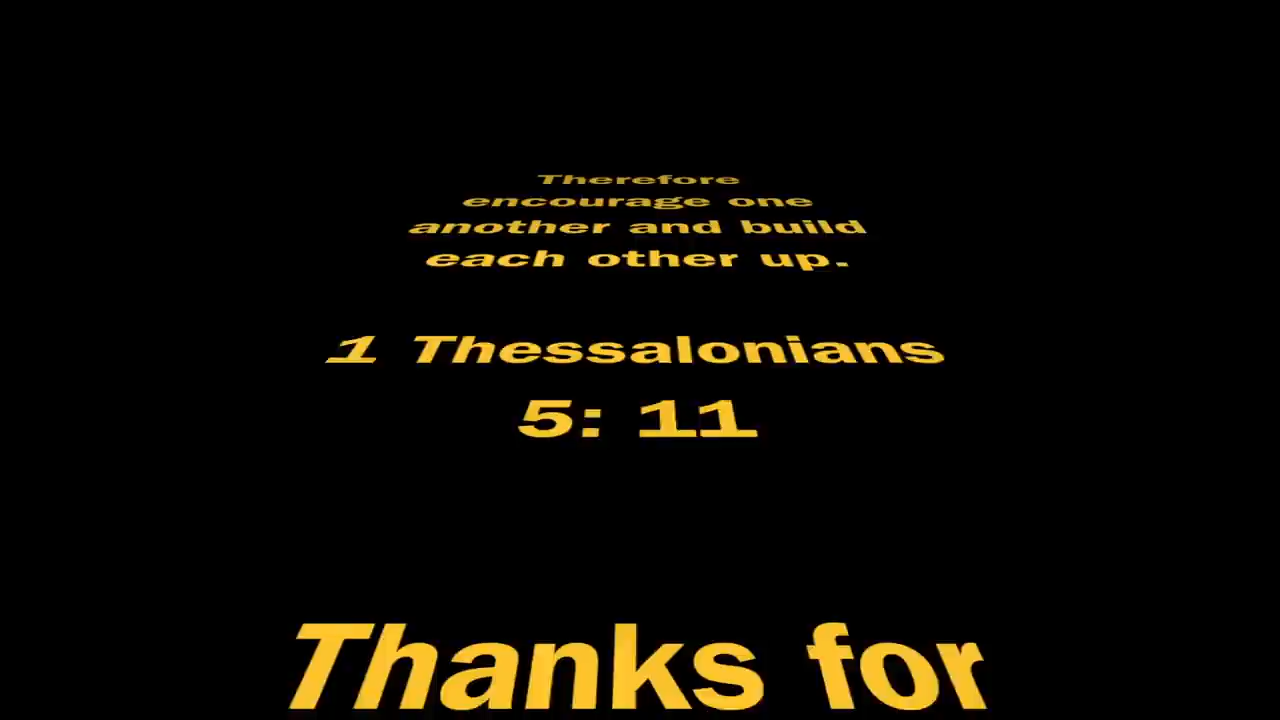 Therefore
encourage one
another and build
each other up.
1 Thessalonians
5: 11
Thanks for